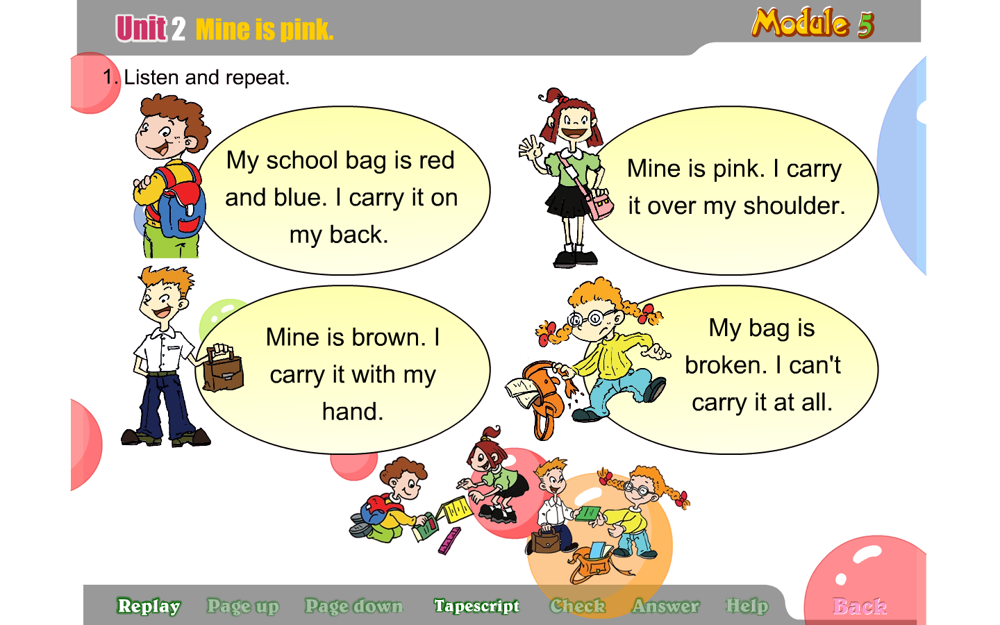 Unit 2 Mine is pink.
Module 5
1. Listen and repeat.
My school bag is red
and blue. I carry it on
my back.
Mine is pink. I carry
it over my shoulder.
Mine is brown. I
carry it with my
hand.
My bag is
broken. I can't
carry it at all.
Replay Page up Page down Tapescript Check Answer Help Back